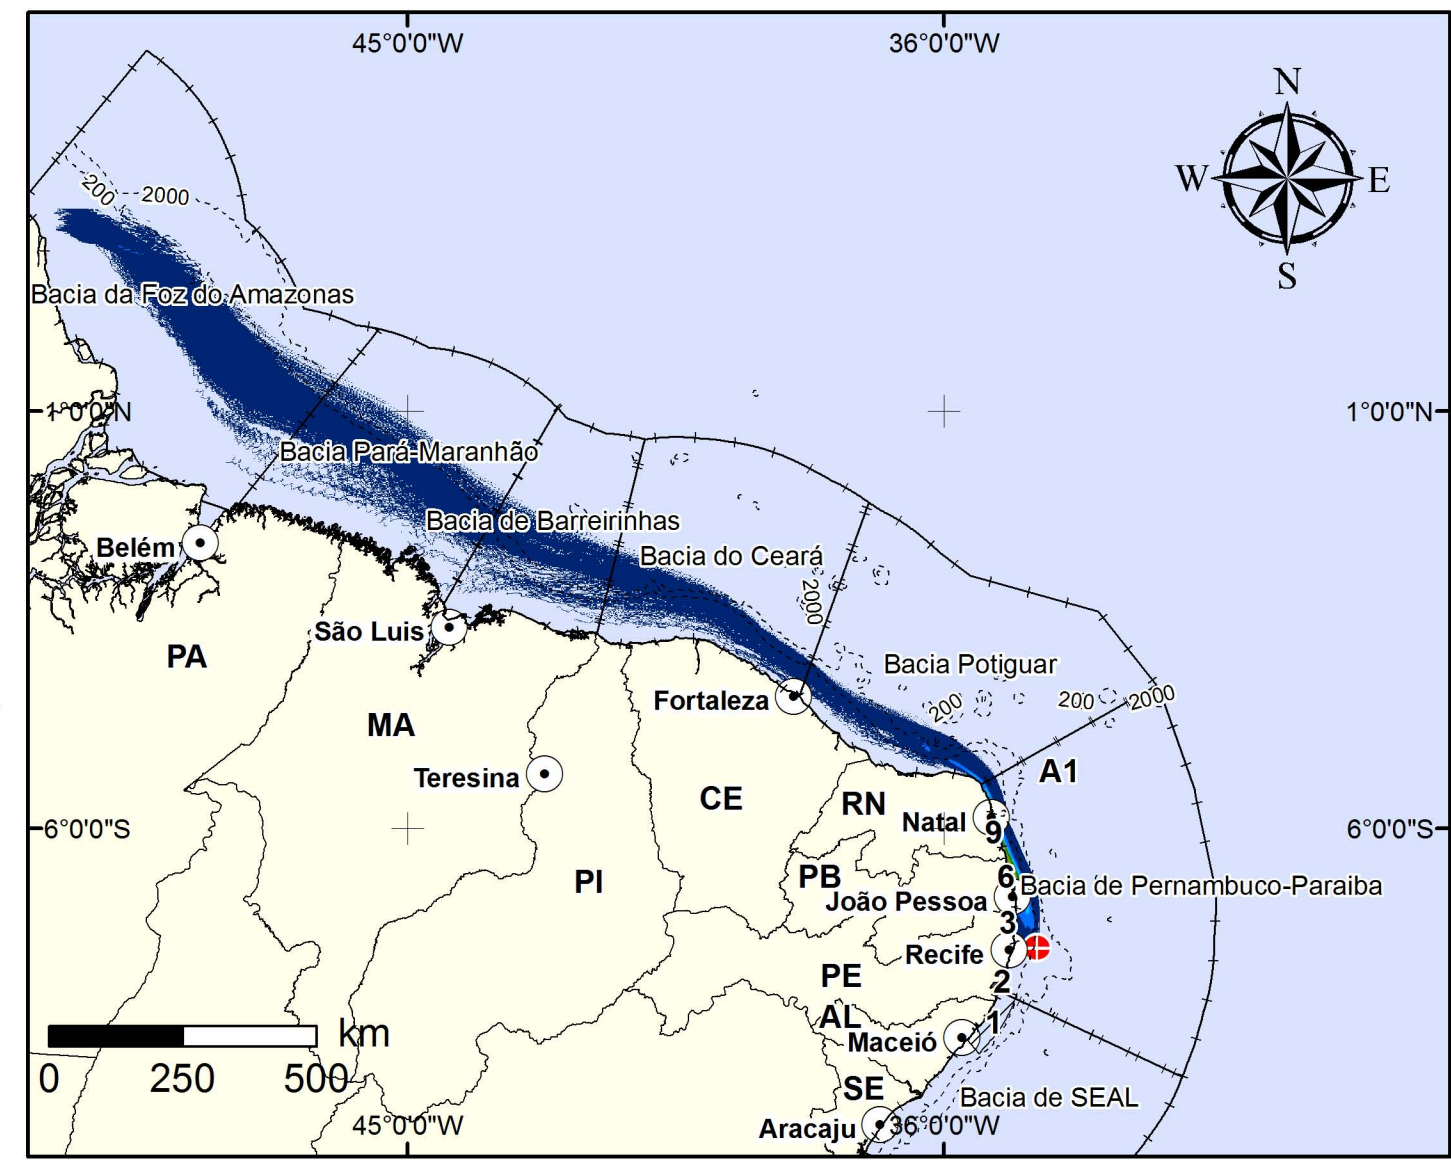 45°0'0"W
36°0'0"W
N
W
E
S
200
2000
Bacia da Foz do Amazonas
1°0'0"N
1°0'0"N
Bacia Pará-Maranhão
Bacia de Barreirinhas
Belém
Bacia do Ceará
2000
São Luis
PA
Bacia Potiguar
Fortaleza
200
200
2000
MA
Teresina
A1
CE
RN
Natal
9
6°0'0"S
6°0'0"S
PI
PB
6
Bacia de Pernambuco-Paraiba
João Pessoa
3
Recife
PE
2
AL
1
Maceió
km
0
250
500
SE
Bacia de SEAL
45°0'0"W
Aracaju
36°0'0"W